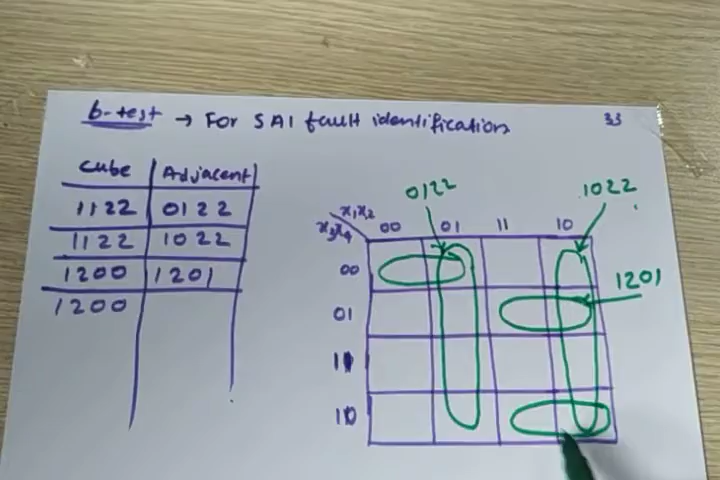 b-test → For SA1 fault identification 33
Cube Adjacent
1122 0122
1122 1022
1200 1201
1200
0122 1022
x1x2
x3x4
00 01 11 10
00
01
11
10
1201